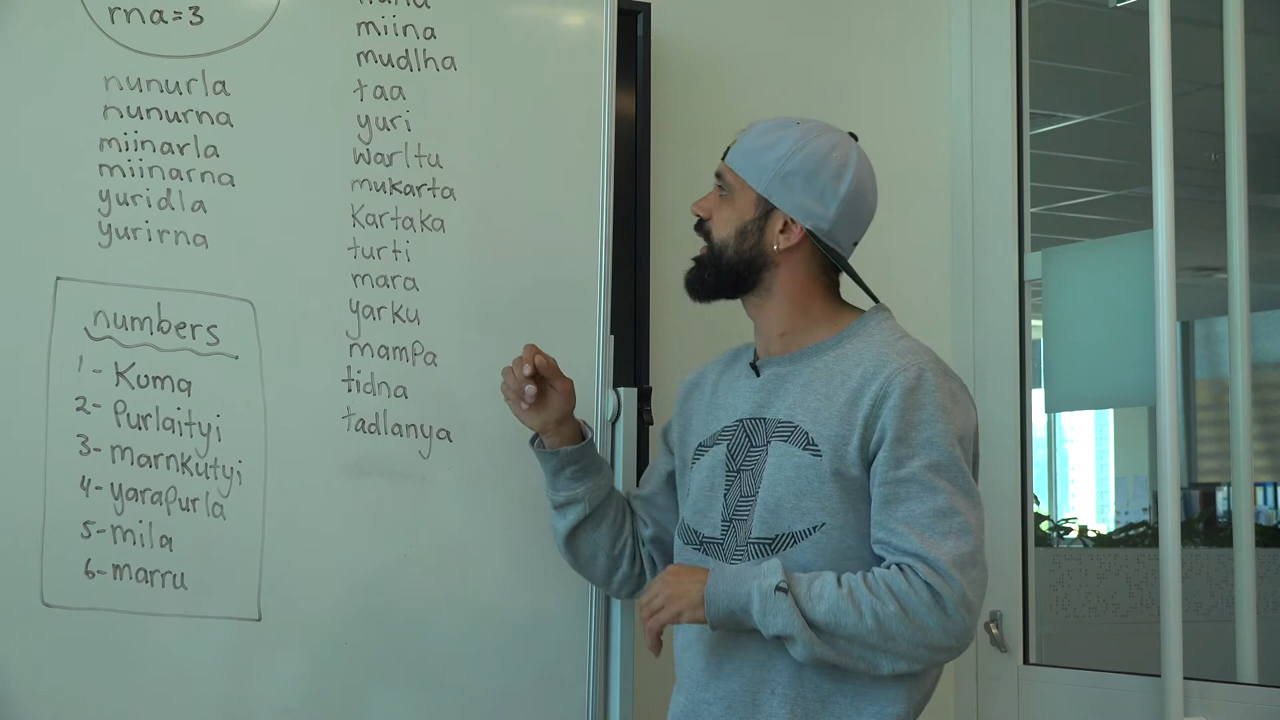 rna=3
nunurla
nunurna
miinarla
miinarna
yuridla
yurirna
numbers
1- Kuma
2- Purlaityi
3- marnkutyi
4- yarapurla
5- mila
6- marru
miina
mudlha
taa
yuri
warltu
mukarta
Kartaka
turti
mara
yarku
mampa
tidna
tadlanya